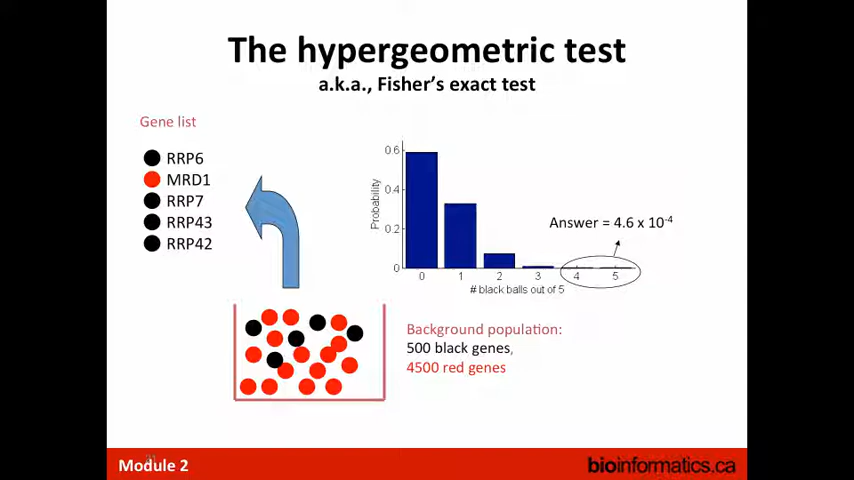 The hypergeometric test
a.k.a., Fisher's exact test
Gene list
RRP6
MRD1
RRP7
RRP43
RRP42
0.6
0.4
0.2
0
Probability
0 1 2 3 4 5
# black balls out of 5
Answer = 4.6 x 10-4
Background population:
500 black genes,
4500 red genes
Module 2
bioinformatics.ca